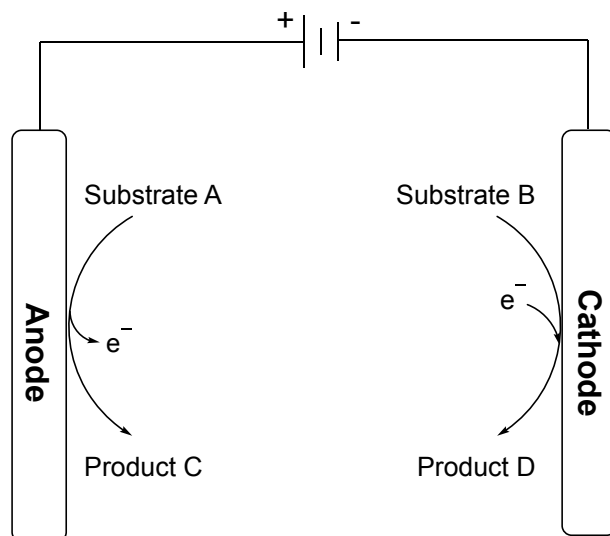 + -
Substrate A Substrate B
Anode
e⁻
e⁻
Cathode
Product C Product D